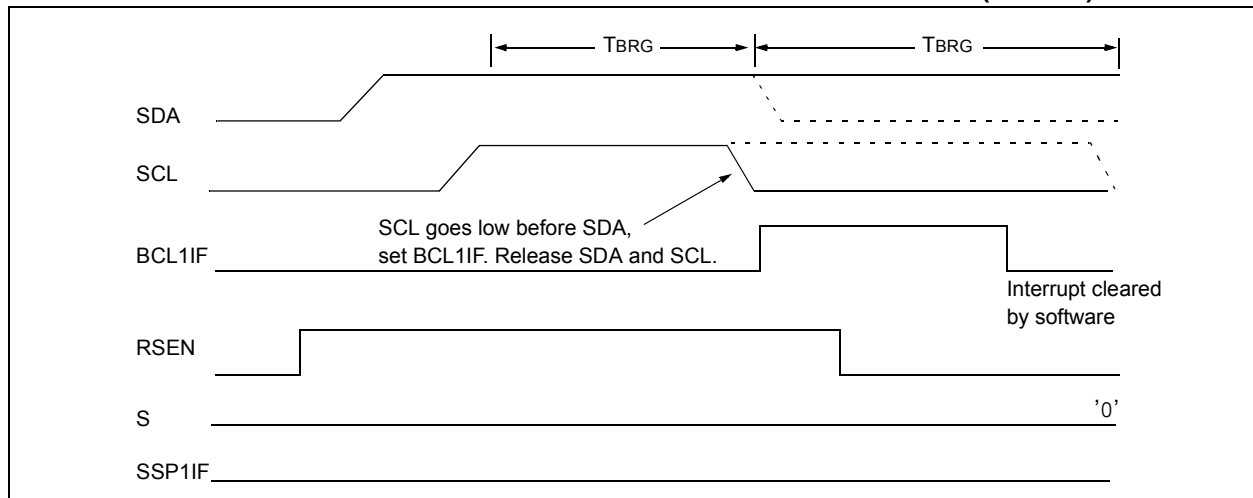 TBRG TBRG
SDA
SCL
SCL goes low before SDA,
set BCL1IF. Release SDA and SCL.
BCL1IF
Interrupt cleared
by software
RSEN
S '0'
SSP1IF